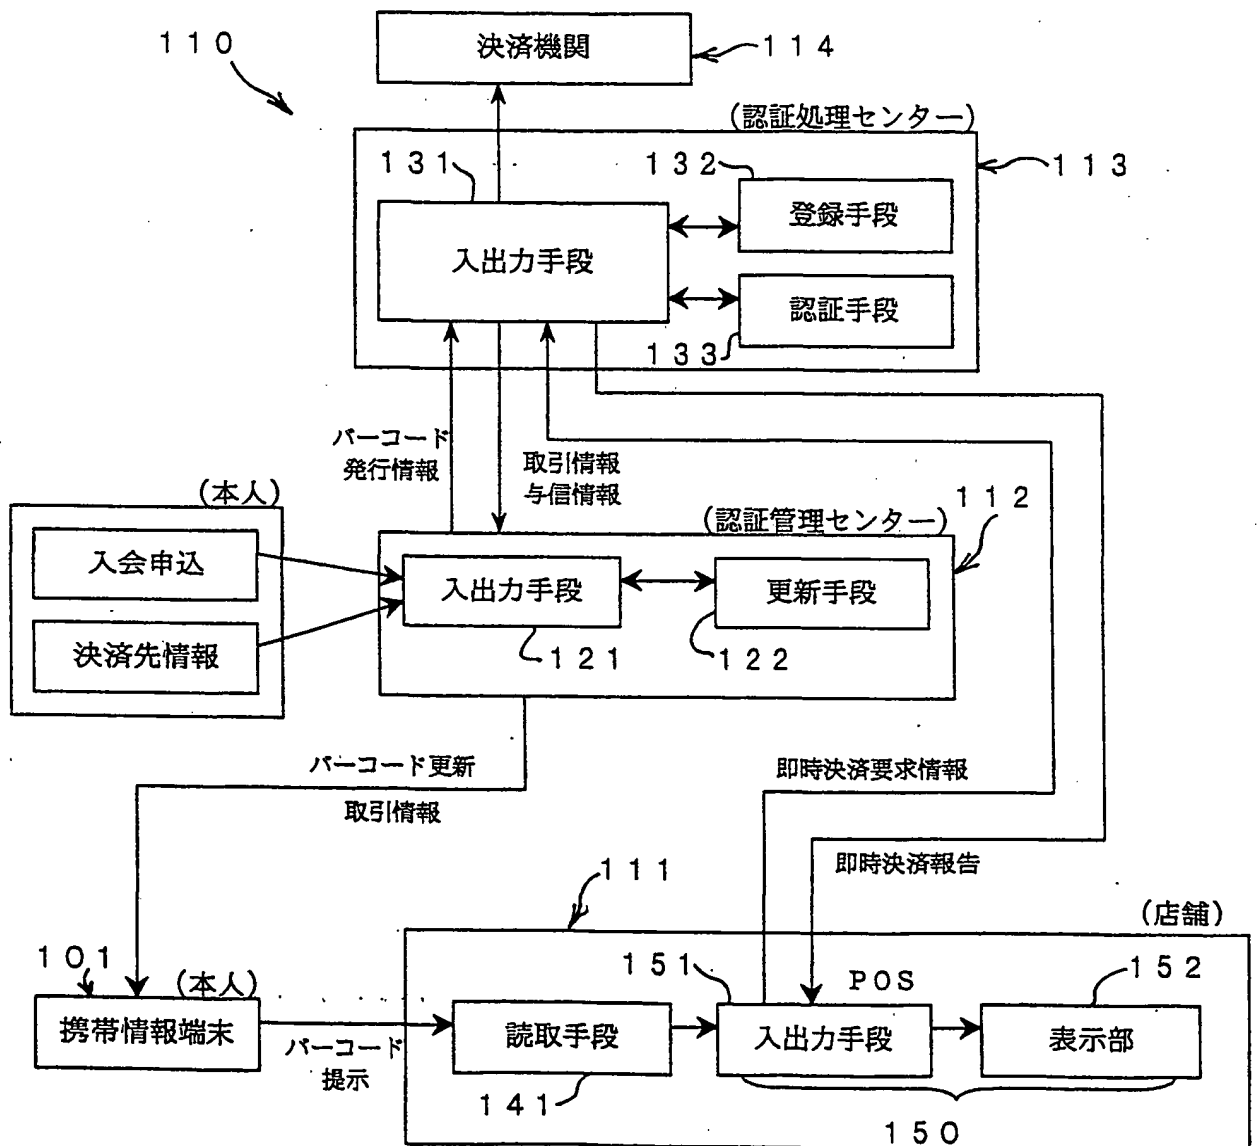 １１０
決済機関
１１４
(認証処理センター)
１３１
１３２
１１３
登録手段
入出力手段
認証手段
１３３
バーコード
発行情報
取引情報
与信情報
(本人)
(認証管理センター)
１１２
入会申込
入出力手段
更新手段
決済先情報
１２１
１２２
バーコード更新
取引情報
即時決済要求情報
即時決済報告
１１１
(店舗)
１０１
(本人)
１５１
POS
１５２
携帯情報端末
読取手段
入出力手段
表示部
バーコード
提示
１４１
１５０